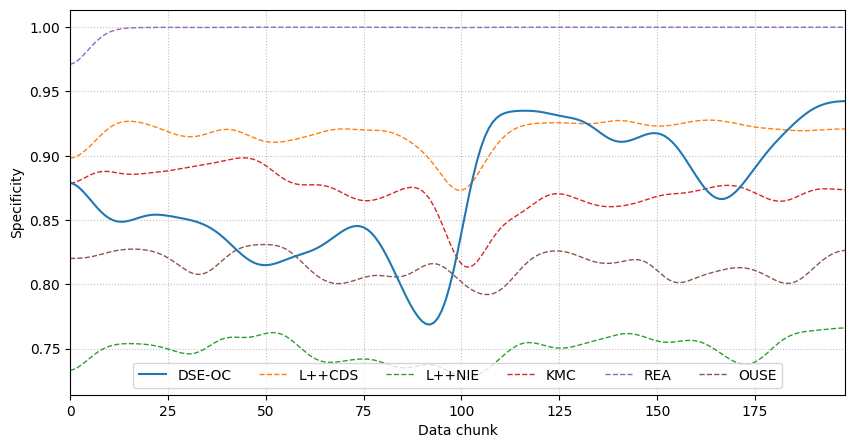 1.00
0.95
0.90
0.85
0.80
0.75
Specificity
0 25 50 75 100 125 150 175
Data chunk
DSE-OC L++CDS L++NIE KMC REA OUSE